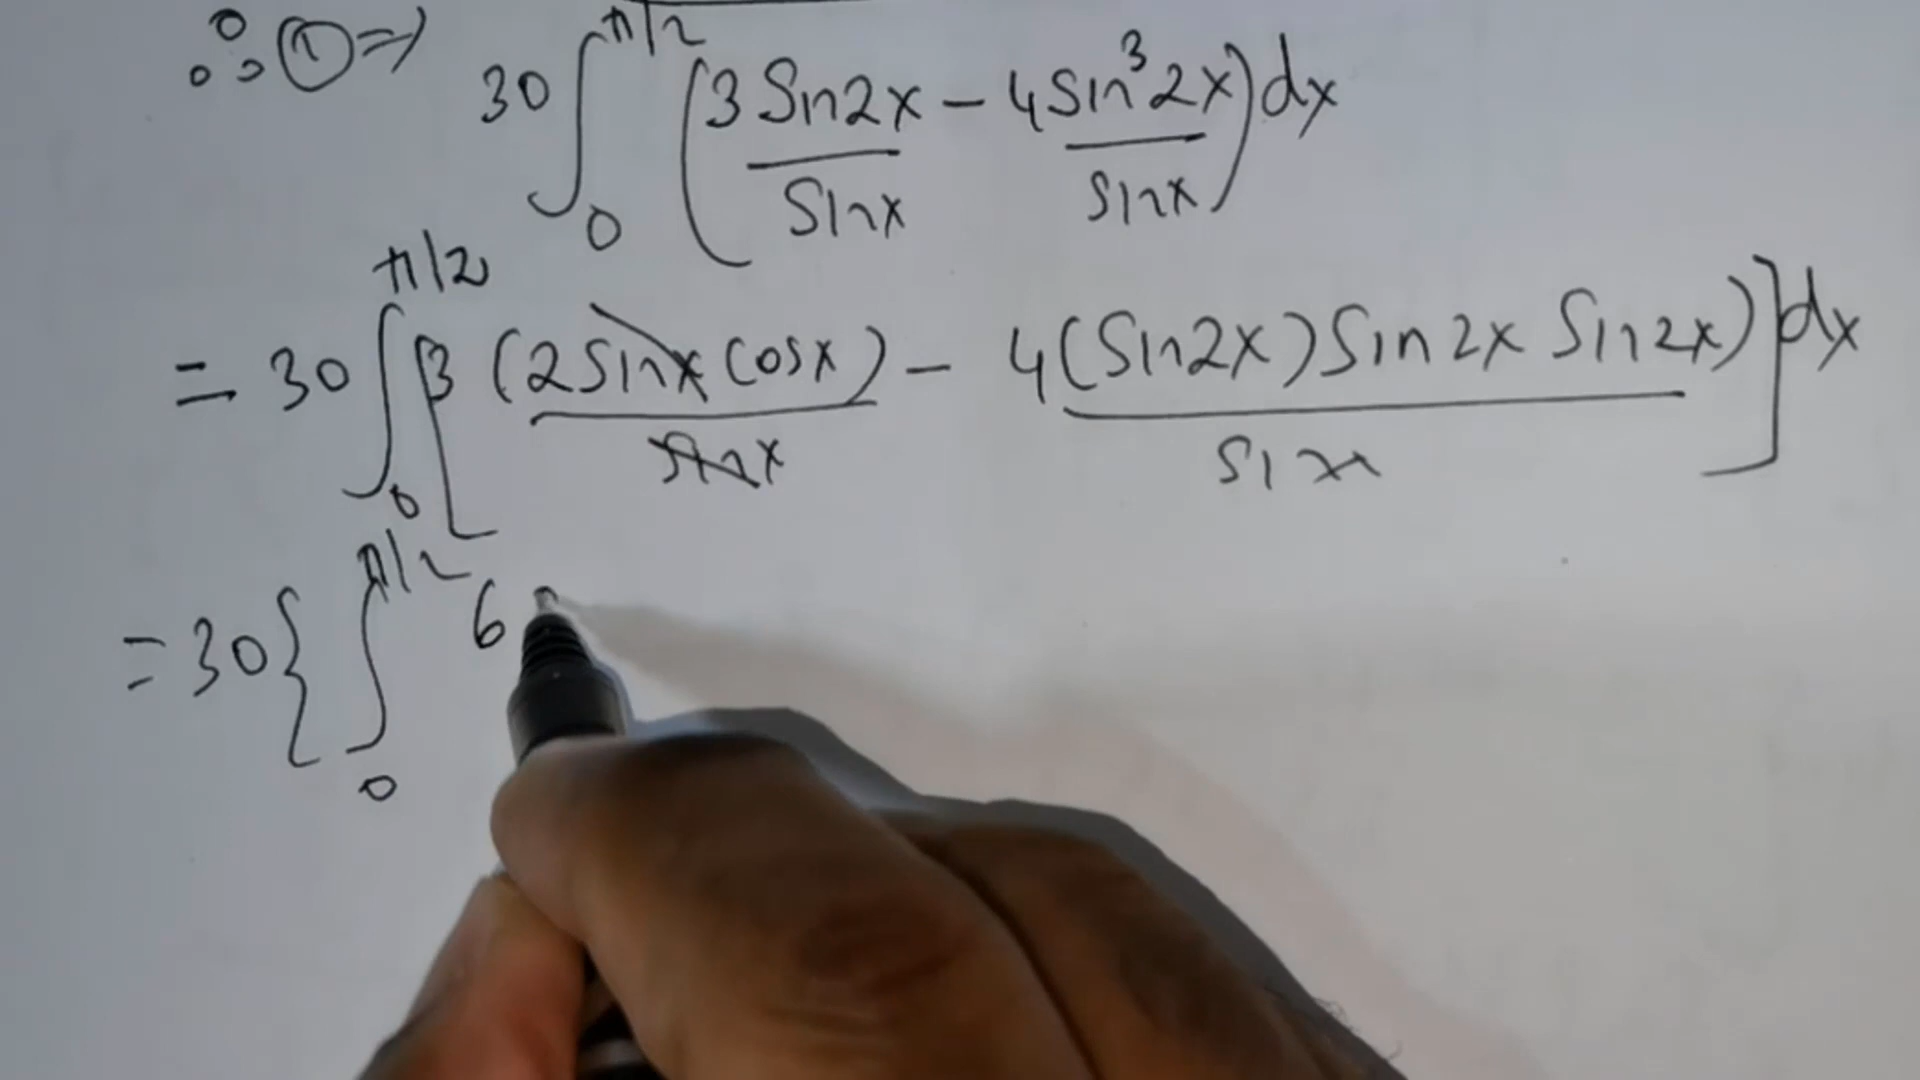 ∴ ① ⇒ 30 ∫₀^π/2 (3 Sin2x/Sinx − 4 Sin³2x/sinx) dx
= 30 ∫₀^π/2 [3 (2 Sinx Cosx)/sinx − 4(Sin2x) Sin2x Sin2x)/sinx] dx
= 30 { ∫₀^π/2 6